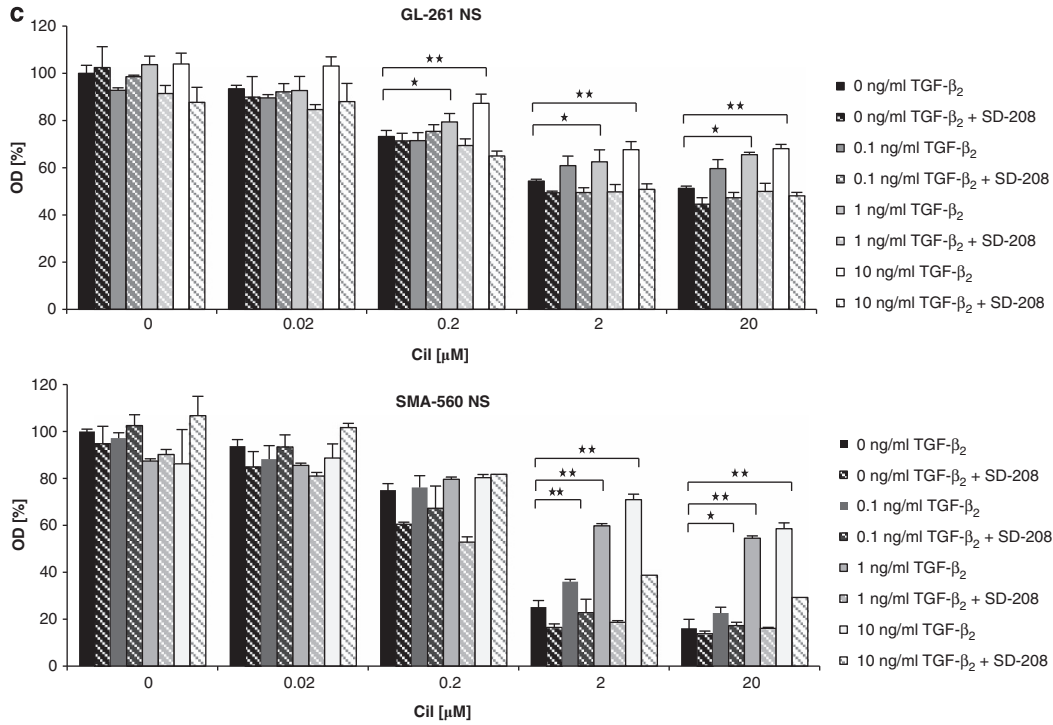 c
GL-261 NS
120
100
80
60
40
20
0
OD [%]
★★
★
★★
★
★★
★
0 0.02 0.2 2 20
Cil [μM]
0 ng/ml TGF-β₂
0 ng/ml TGF-β₂ + SD-208
0.1 ng/ml TGF-β₂
0.1 ng/ml TGF-β₂ + SD-208
1 ng/ml TGF-β₂
1 ng/ml TGF-β₂ + SD-208
10 ng/ml TGF-β₂
10 ng/ml TGF-β₂ + SD-208
SMA-560 NS
120
100
80
60
40
20
0
OD [%]
★★
★★
★★
★★
★★
★
0 0.02 0.2 2 20
Cil [μM]
0 ng/ml TGF-β₂
0 ng/ml TGF-β₂ + SD-208
0.1 ng/ml TGF-β₂
0.1 ng/ml TGF-β₂ + SD-208
1 ng/ml TGF-β₂
1 ng/ml TGF-β₂ + SD-208
10 ng/ml TGF-β₂
10 ng/ml TGF-β₂ + SD-208